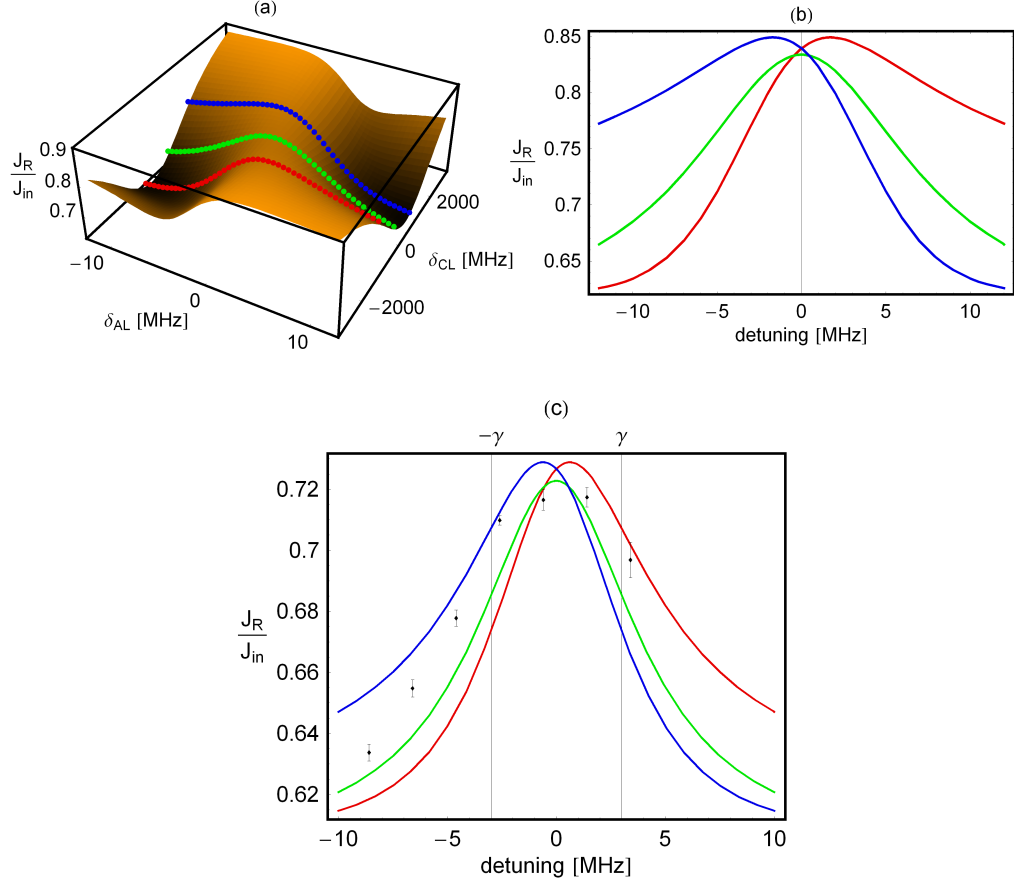 (a)
0.9
0.8
0.7
J_R
J_in
−10
0
10
δ_AL [MHz]
2000
0
−2000
δ_CL [MHz]
(b)
0.85
0.8
0.75
0.7
0.65
J_R
J_in
−10
−5
0
5
10
detuning [MHz]
(c)
−γ
γ
0.72
0.7
0.68
0.66
0.64
0.62
J_R
J_in
−10
−5
0
5
10
detuning [MHz]